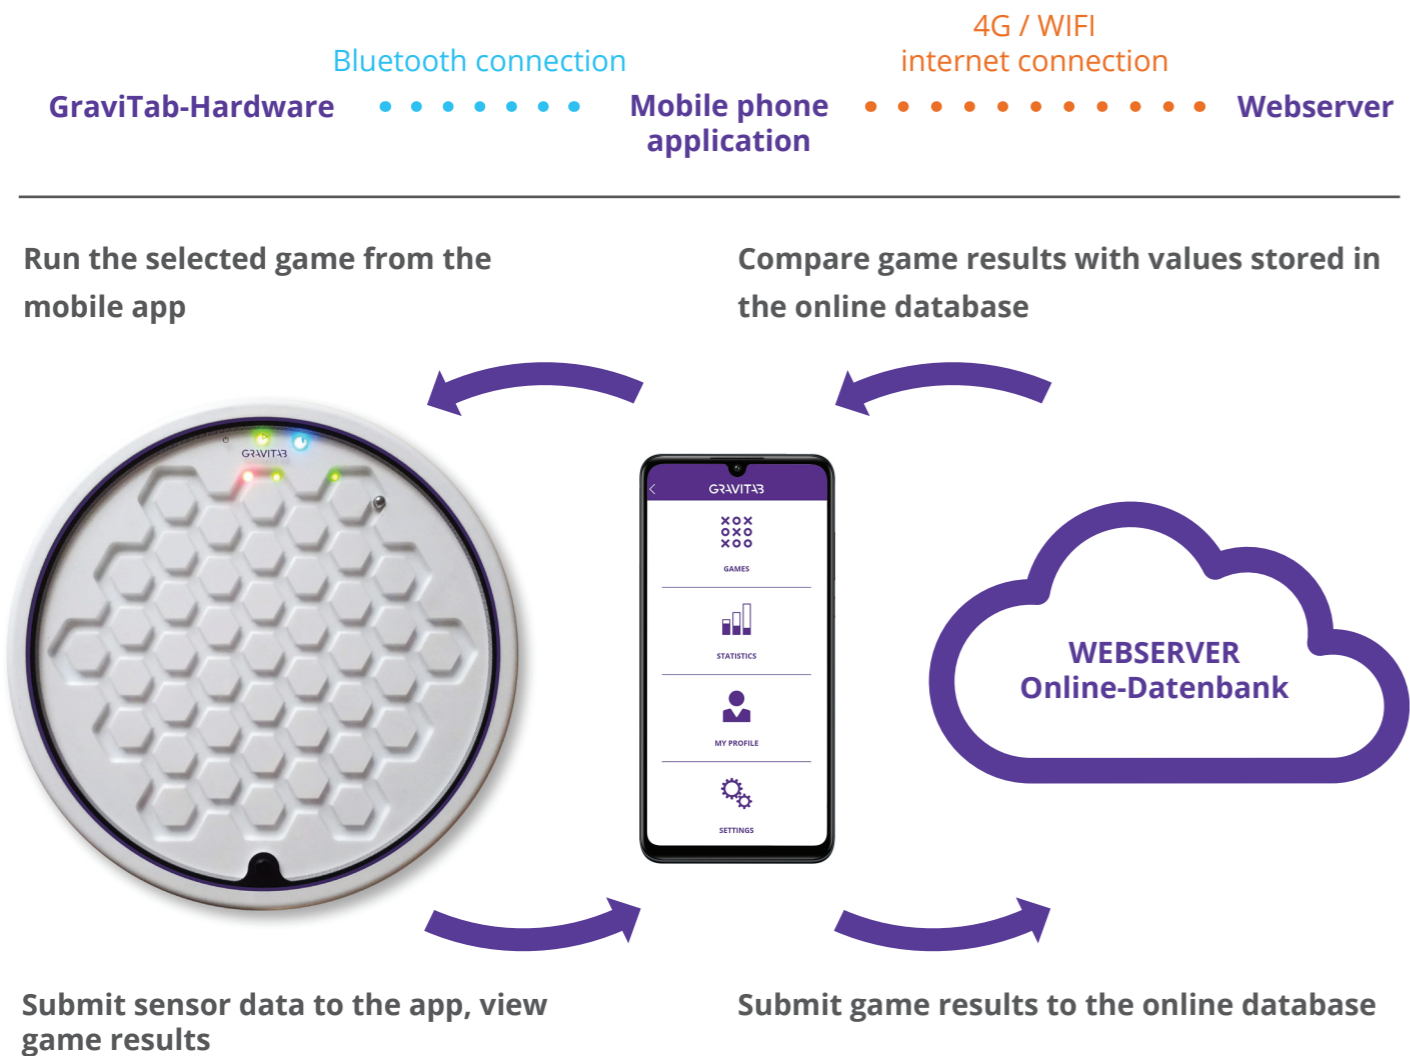 4G / WIFI
Bluetooth connection
internet connection
GraviTab-Hardware
Mobile phone
application
Webserver
Run the selected game from the
mobile app
Compare game results with values stored in
the online database
GRAVITAB
GRAVITAB
GAMES
STATISTICS
MY PROFILE
SETTINGS
WEBSERVER
Online-Datenbank
Submit sensor data to the app, view
game results
Submit game results to the online database